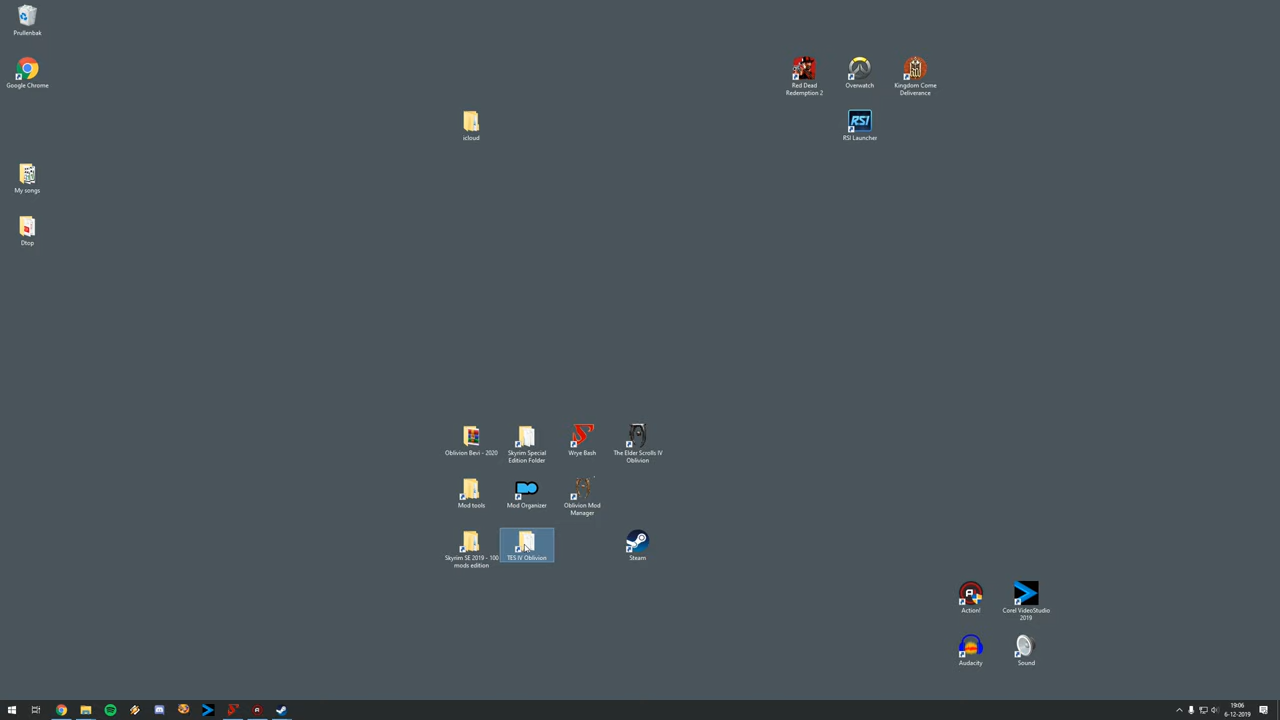 Prullenbak
Google Chrome
My songs
Dtop
icloud
Red Dead
Redemption 2
Overwatch
Kingdom Come
Deliverance
RSI
RSI Launcher
Oblivion Bevi - 2020
Skyrim Special
Edition Folder
Wrye Bash
The Elder Scrolls IV
Oblivion
Mod tools
Mod Organizer
Oblivion Mod
Manager
Skyrim SE 2019 - 100
mods edition
TES IV Oblivion
Steam
Action!
Corel VideoStudio
2019
Audacity
Sound
19:06
6-12-2019